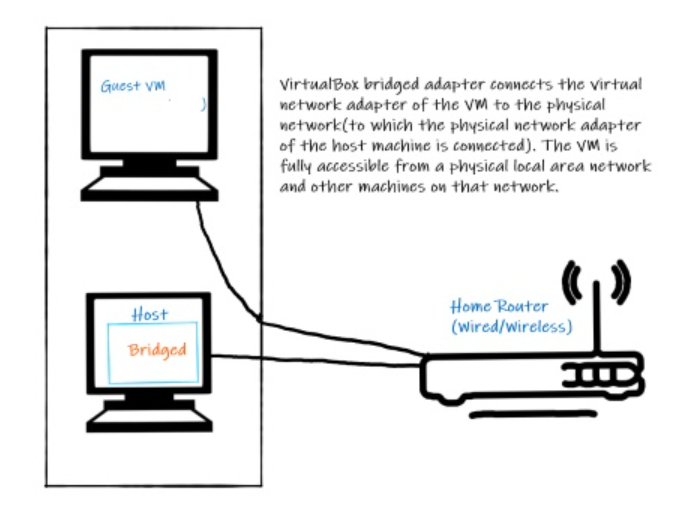 Guest VM
)
VirtualBox bridged adapter connects the virtual
network adapter of the VM to the physical
network(to which the physical network adapter
of the host machine is connected). The VM is
fully accessible from a physical local area network
and other machines on that network.
Host
Bridged
Home Router
(Wired/Wireless)